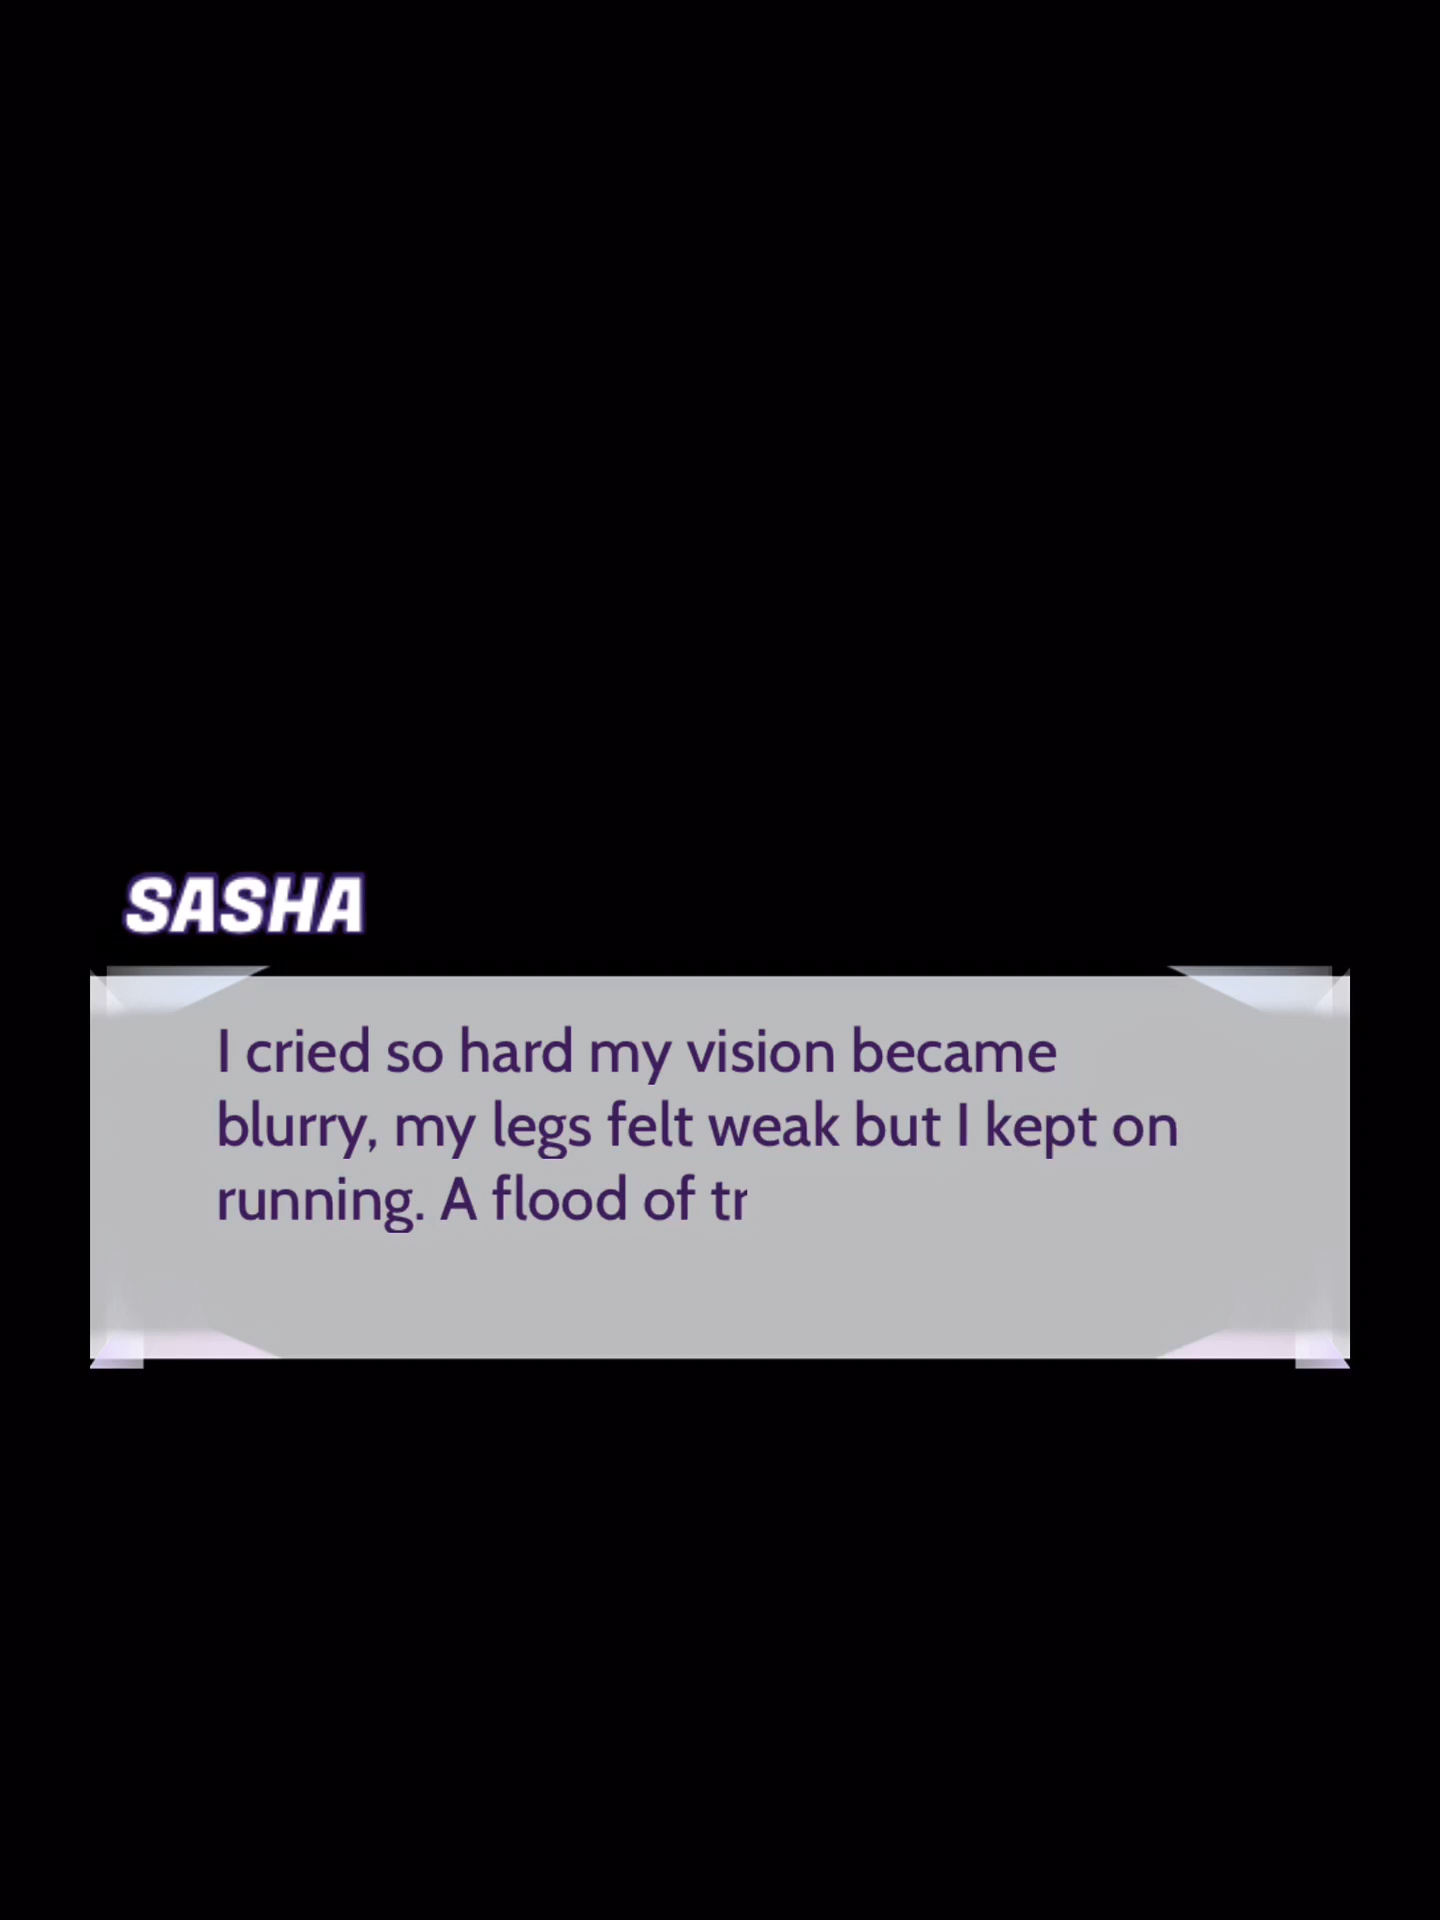 SASHA
I cried so hard my vision became
blurry, my legs felt weak but I kept on
running. A flood of tr